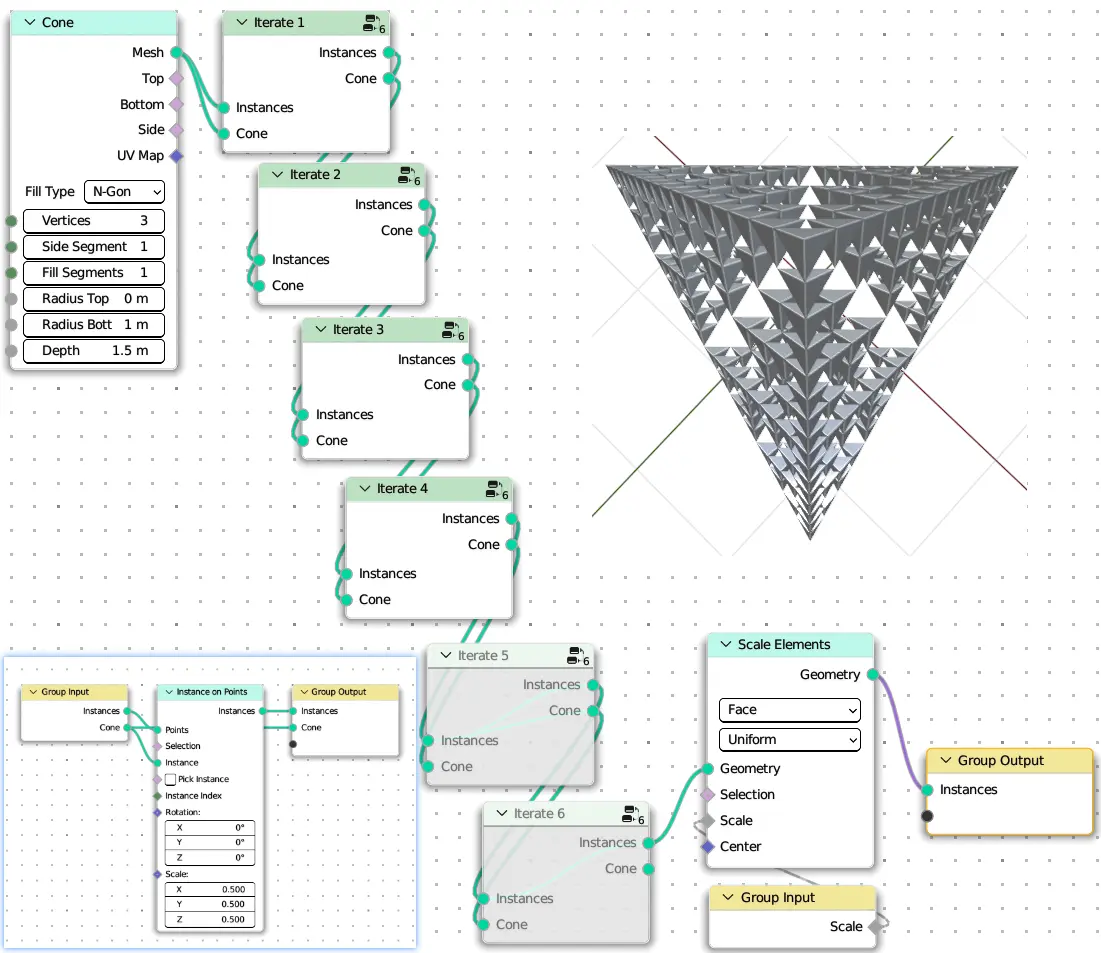 Cone
Mesh
Top
Bottom
Side
UV Map
Fill Type N-Gon
Vertices 3
Side Segment 1
Fill Segments 1
Radius Top 0 m
Radius Bott 1 m
Depth 1.5 m
Iterate 1
6
Instances
Cone
Instances
Cone
Iterate 2
6
Instances
Cone
Instances
Cone
Iterate 3
6
Instances
Cone
Instances
Cone
Iterate 4
6
Instances
Cone
Instances
Cone
Iterate 5
6
Instances
Cone
Instances
Cone
Iterate 6
6
Instances
Cone
Instances
Cone
Group Input
Instances
Cone
Instance on Points
Instances
Points
Selection
Instance
Pick Instance
Instance Index
Rotation:
X 0°
Y 0°
Z 0°
Scale:
X 0.500
Y 0.500
Z 0.500
Group Output
Instances
Cone
Scale Elements
Geometry
Face
Uniform
Geometry
Selection
Scale
Center
Group Input
Scale
Group Output
Instances